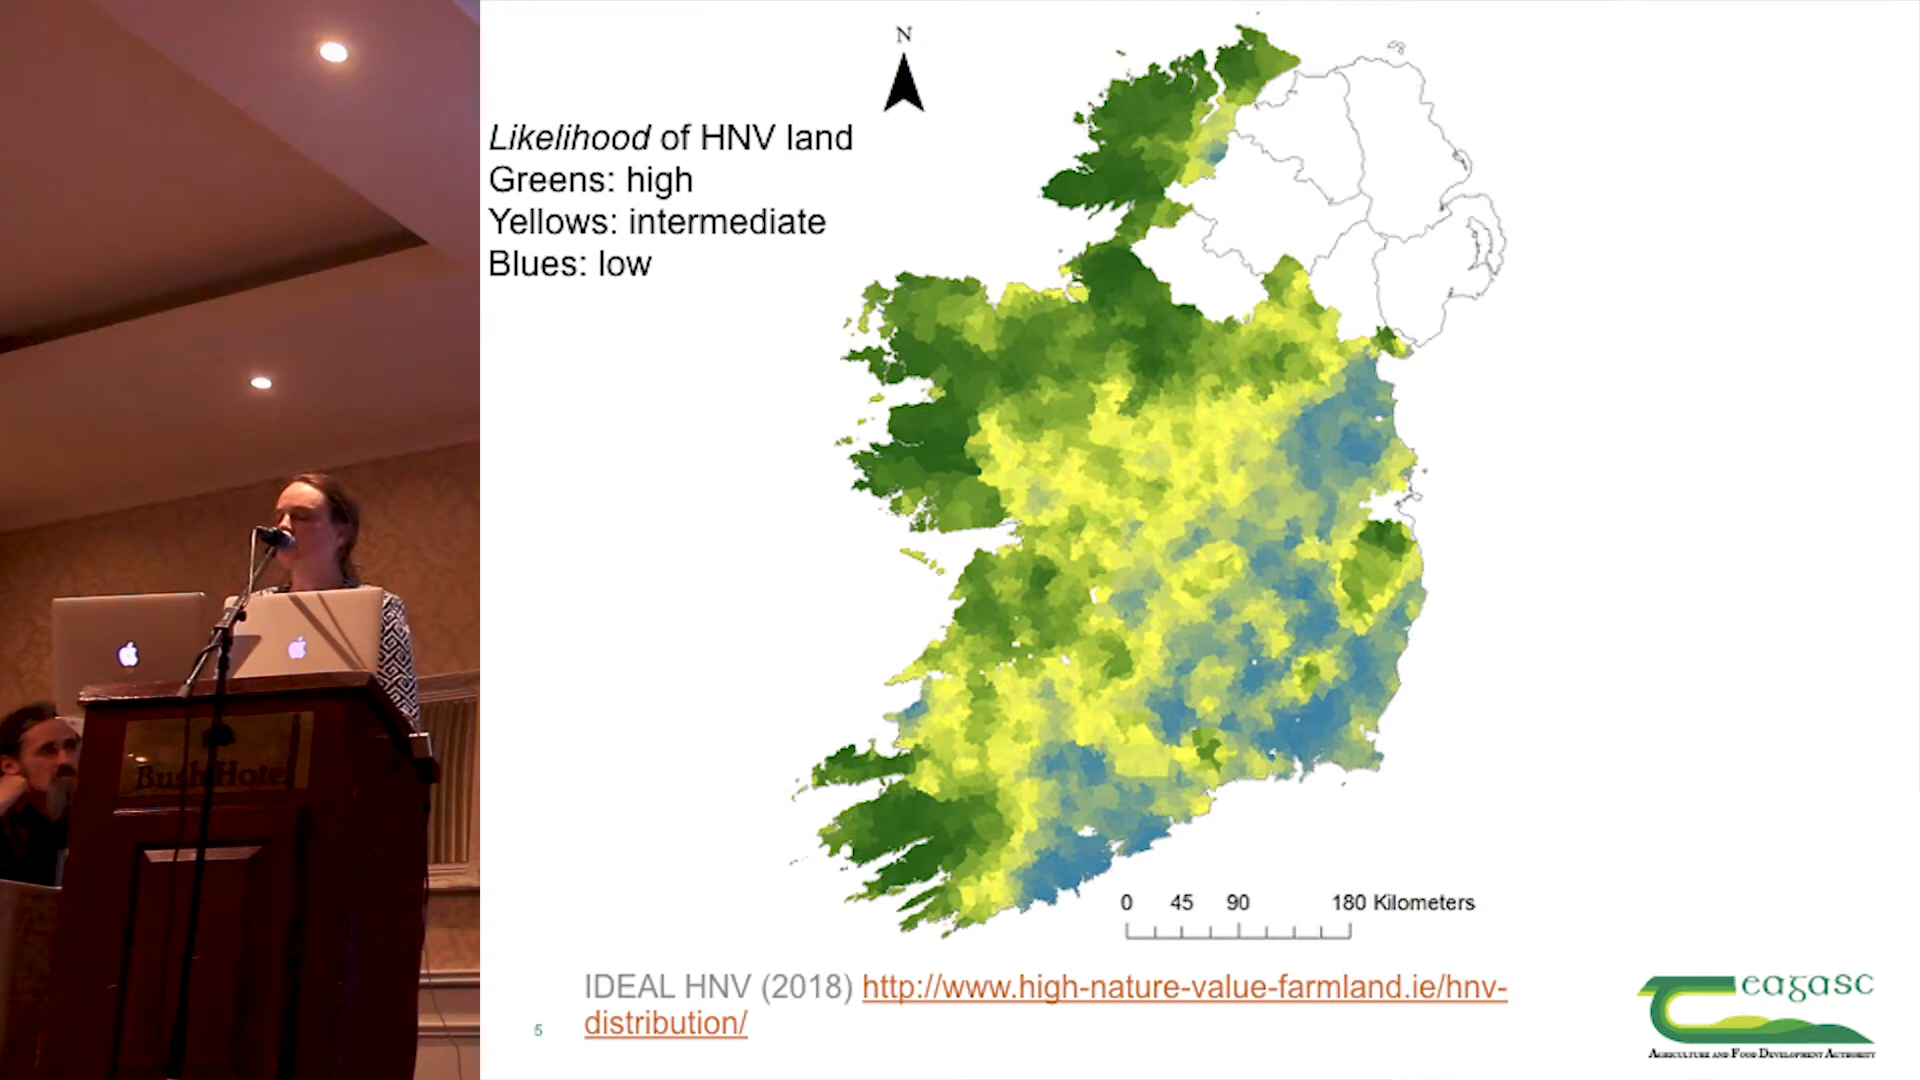 N
Likelihood of HNV land
Greens: high
Yellows: intermediate
Blues: low
Bush Hotel
0 45 90 180 Kilometers
IDEAL HNV (2018) http://www.high-nature-value-farmland.ie/hnv-
distribution/
5
eagasc
Agriculture and Food Development Authority